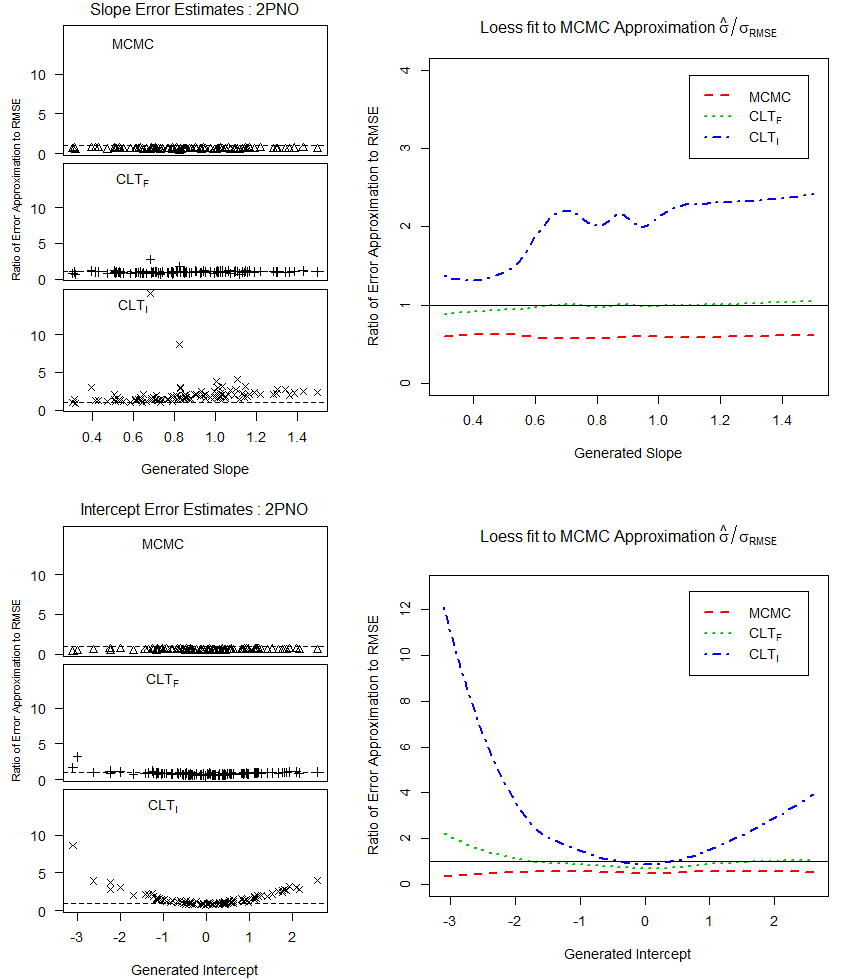 Slope Error Estimates : 2PNO
MCMC
CLT_F
CLT_I
Ratio of Error Approximation to RMSE
0 5 10
0 5 10
0 5 10
0.4 0.6 0.8 1.0 1.2 1.4
Generated Slope
Loess fit to MCMC Approximation σ̂/σ_RMSE
MCMC
CLT_F
CLT_I
Ratio of Error Approximation to RMSE
0 1 2 3 4
0.4 0.6 0.8 1.0 1.2 1.4
Generated Slope
Intercept Error Estimates : 2PNO
MCMC
CLT_F
CLT_I
Ratio of Error Approximation to RMSE
0 5 10
0 5 10
0 5 10
-3 -2 -1 0 1 2
Generated Intercept
Loess fit to MCMC Approximation σ̂/σ_RMSE
MCMC
CLT_F
CLT_I
Ratio of Error Approximation to RMSE
0 2 4 6 8 10 12
-3 -2 -1 0 1 2
Generated Intercept